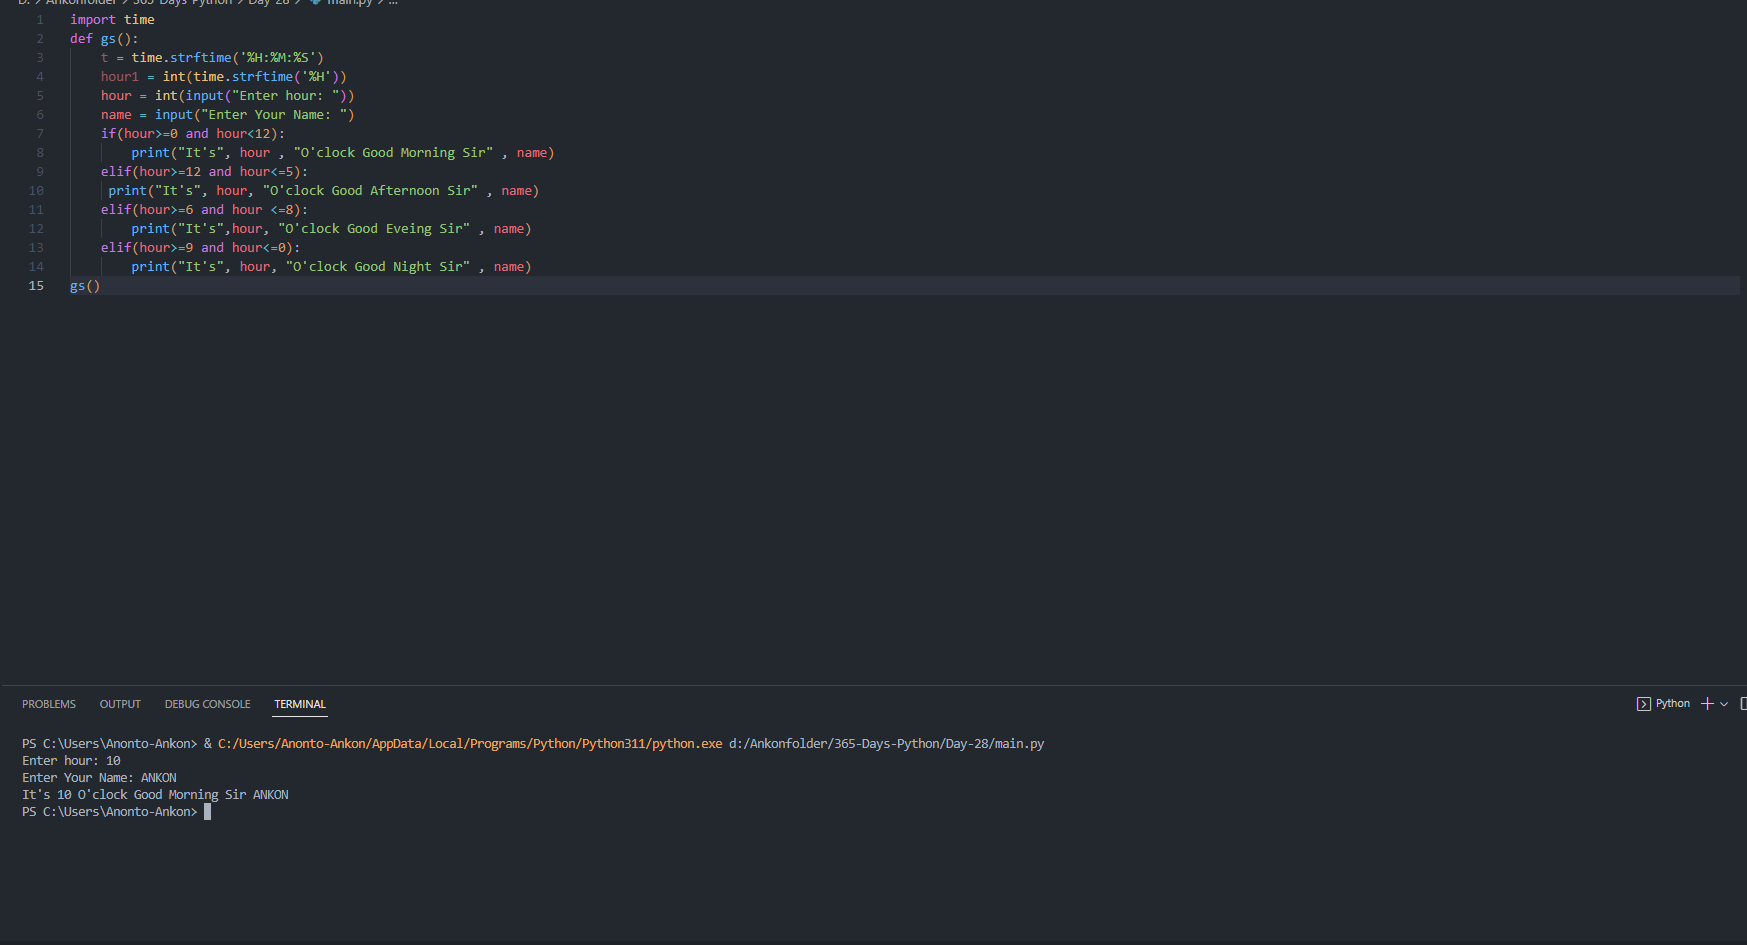 D: > Ankonfolder > 365-Days-Python > Day-28 > main.py > ...
1 import time
2 def gs():
3     t = time.strftime('%H:%M:%S')
4     hour1 = int(time.strftime('%H'))
5     hour = int(input("Enter hour: "))
6     name = input("Enter Your Name: ")
7     if(hour>=0 and hour<12):
8         print("It's", hour , "O'clock Good Morning Sir" , name)
9     elif(hour>=12 and hour<=5):
10      print("It's", hour, "O'clock Good Afternoon Sir" , name)
11     elif(hour>=6 and hour <=8):
12         print("It's",hour, "O'clock Good Eveing Sir" , name)
13     elif(hour>=9 and hour<=0):
14         print("It's", hour, "O'clock Good Night Sir" , name)
15 gs()
PROBLEMS OUTPUT DEBUG CONSOLE TERMINAL
Python
PS C:\Users\Anonto-Ankon> & C:/Users/Anonto-Ankon/AppData/Local/Programs/Python/Python311/python.exe d:/Ankonfolder/365-Days-Python/Day-28/main.py
Enter hour: 10
Enter Your Name: ANKON
It's 10 O'clock Good Morning Sir ANKON
PS C:\Users\Anonto-Ankon>